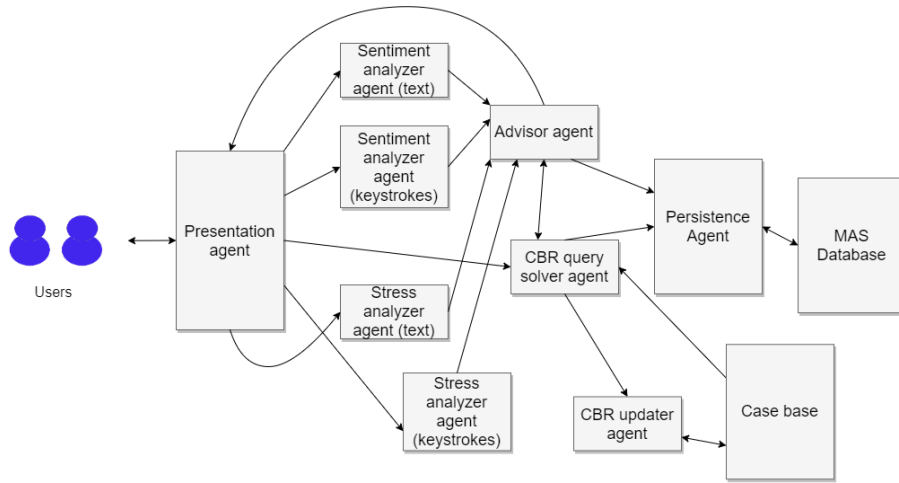 Sentiment
analyzer
agent (text)
Advisor agent
Sentiment
analyzer
agent
(keystrokes)
Presentation
agent
Persistence
Agent
MAS
Database
CBR query
solver agent
Users
Stress
analyzer
agent (text)
Stress
analyzer
agent
(keystrokes)
CBR updater
agent
Case base